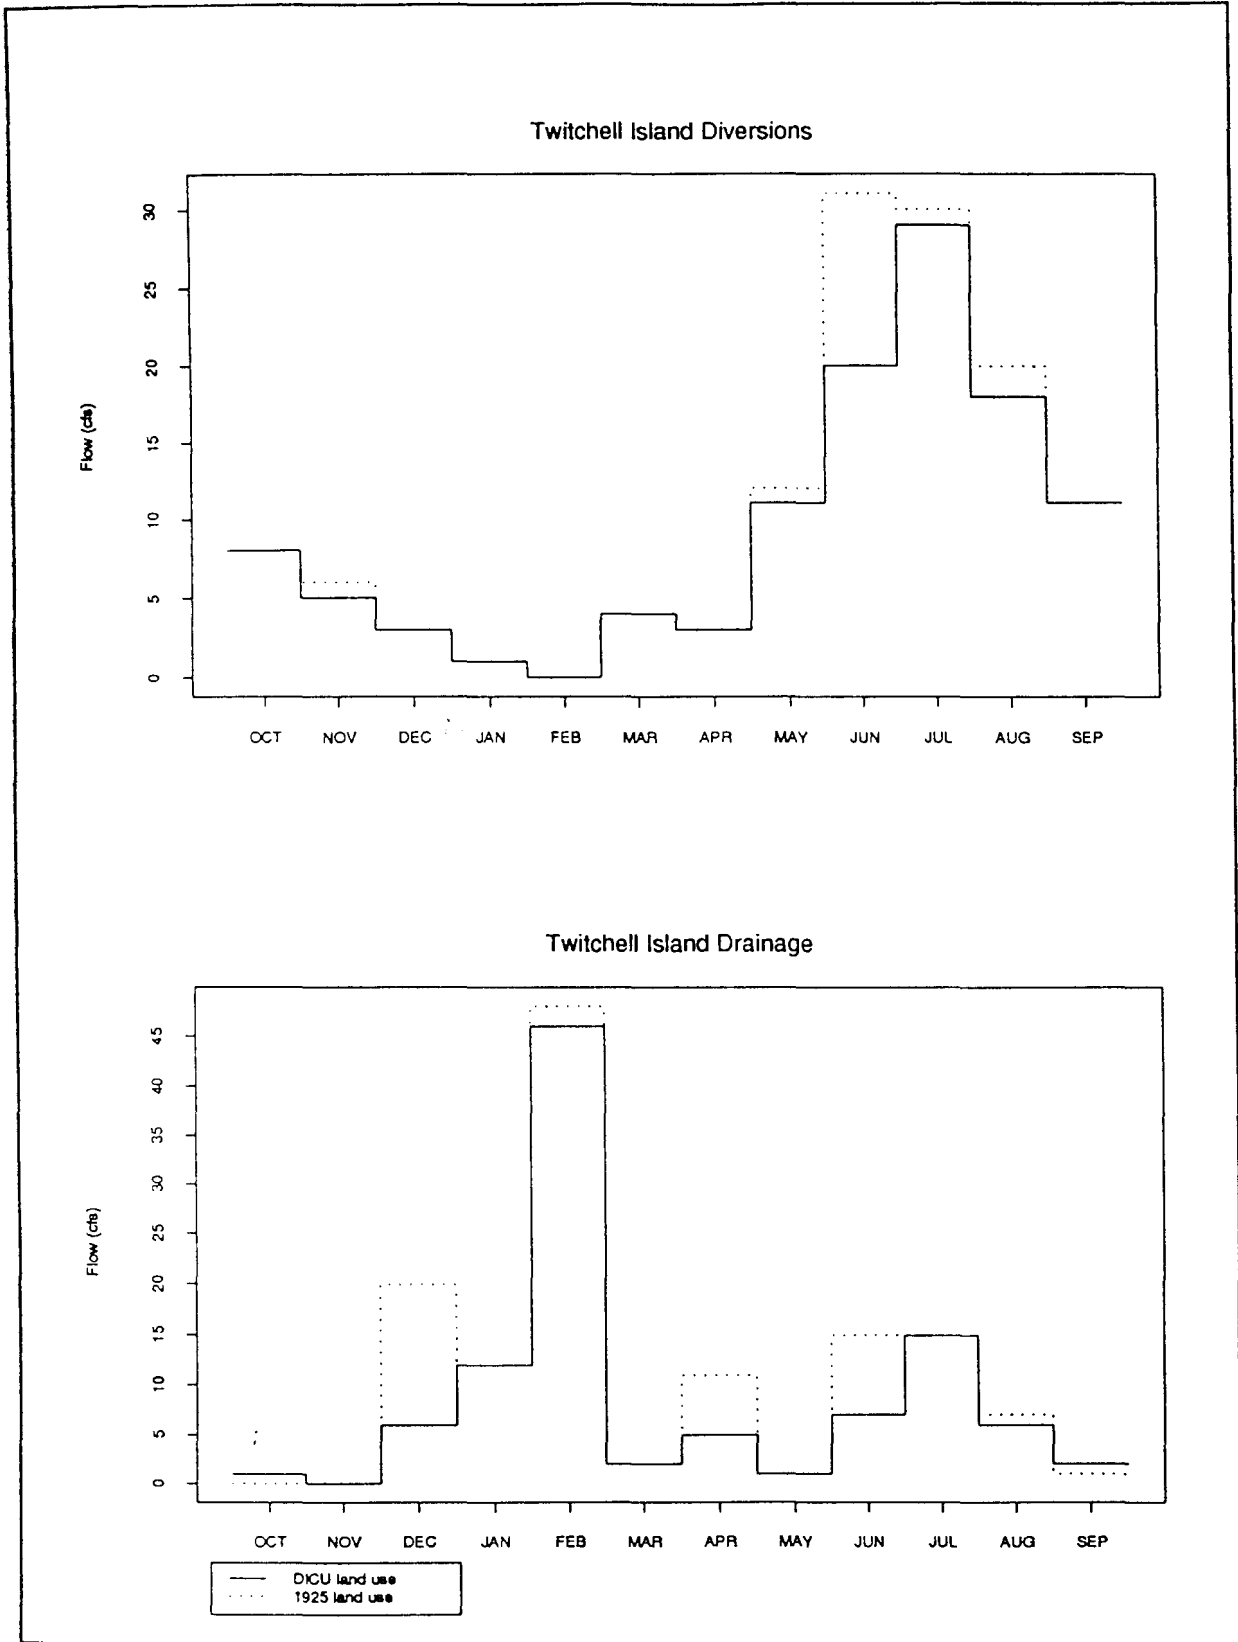 Twitchell Island Diversions
30
25
20
15
10
5
0
Flow (cfs)
OCT NOV DEC JAN FEB MAR APR MAY JUN JUL AUG SEP
Twitchell Island Drainage
45
40
35
30
25
20
15
10
5
0
Flow (cfs)
OCT NOV DEC JAN FEB MAR APR MAY JUN JUL AUG SEP
DICU land use
1925 land use